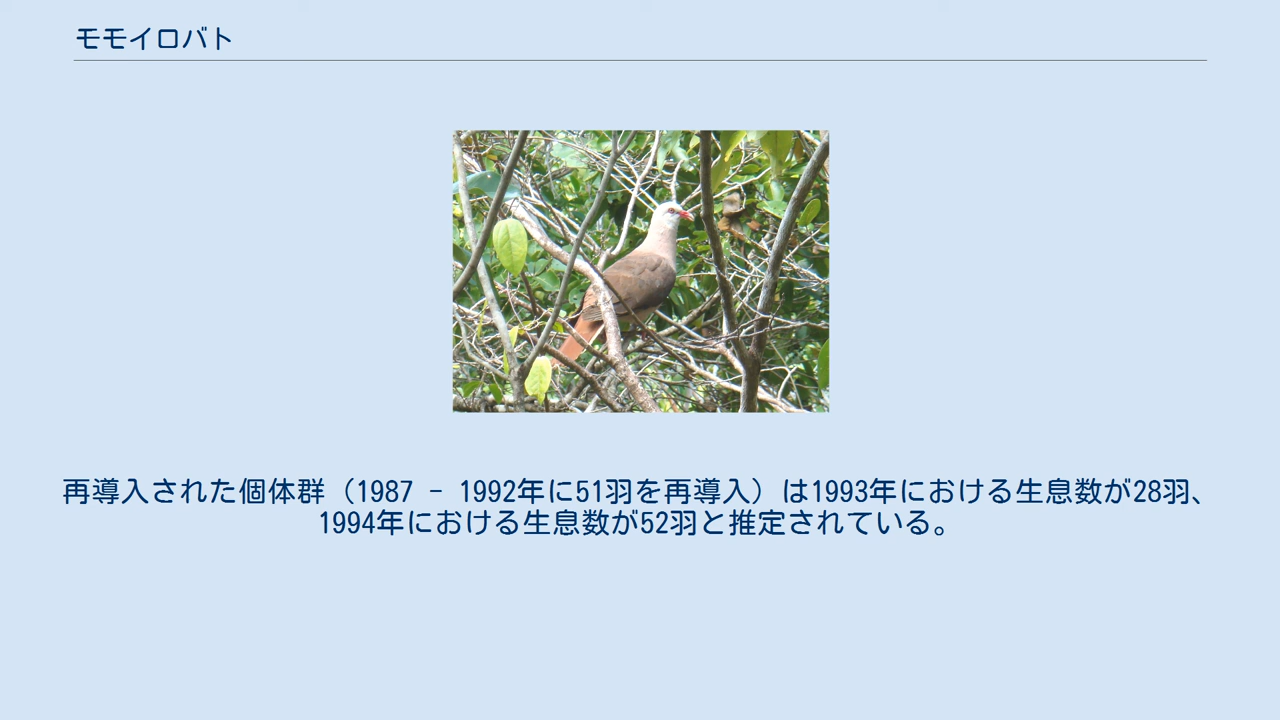 モモイロバト
再導入された個体群（1987 - 1992年に51羽を再導入）は1993年における生息数が28羽、
1994年における生息数が52羽と推定されている。